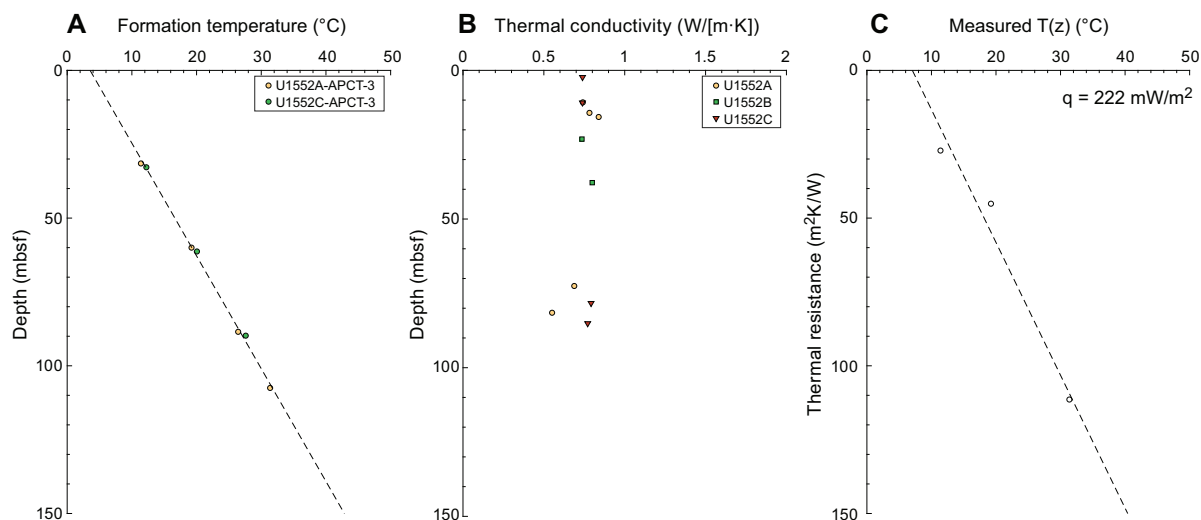 A Formation temperature (°C)
0 10 20 30 40 50
0
50
100
150
Depth (mbsf)
U1552A-APCT-3
U1552C-APCT-3
B Thermal conductivity (W/[m·K])
0 0.5 1 1.5 2
0
50
100
150
Depth (mbsf)
U1552A
U1552B
U1552C
C Measured T(z) (°C)
0 10 20 30 40 50
0
50
100
150
Thermal resistance (m²K/W)
q = 222 mW/m²